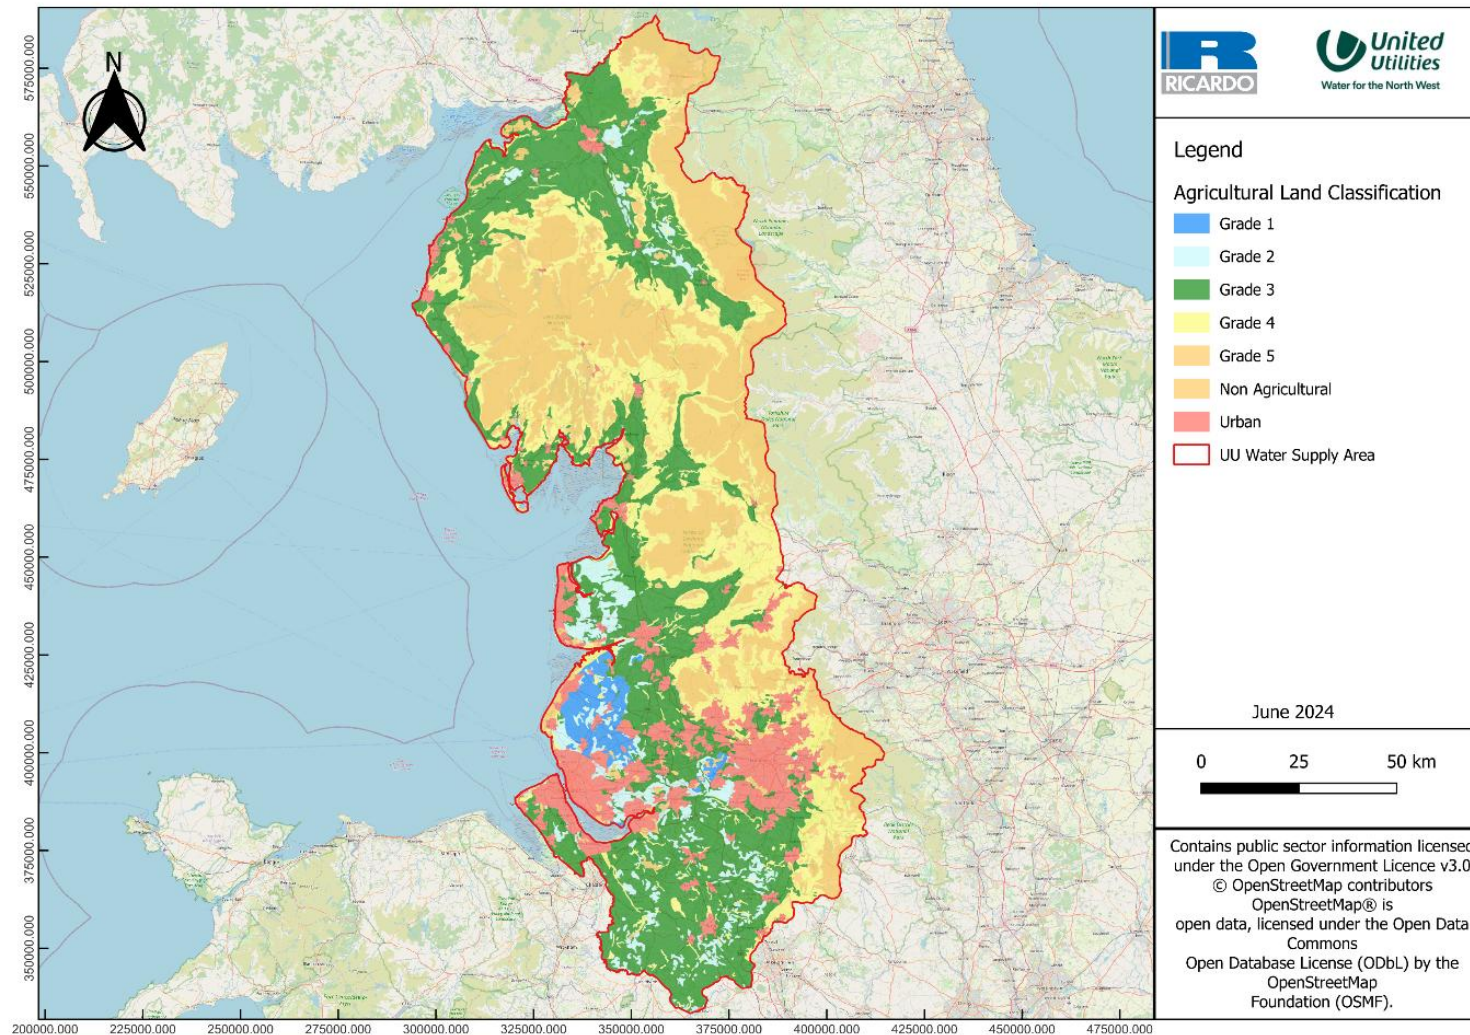 N
RICARDO
United
Utilities
Water for the North West
Legend
Agricultural Land Classification
Grade 1
Grade 2
Grade 3
Grade 4
Grade 5
Non Agricultural
Urban
UU Water Supply Area
June 2024
0 25 50 km
Contains public sector information licensed
under the Open Government Licence v3.0
© OpenStreetMap contributors
OpenStreetMap® is
open data, licensed under the Open Data
Commons
Open Database License (ODbL) by the
OpenStreetMap
Foundation (OSMF).
575000.000
550000.000
525000.000
500000.000
475000.000
450000.000
425000.000
400000.000
375000.000
350000.000
200000.000 225000.000 250000.000 275000.000 300000.000 325000.000 350000.000 375000.000 400000.000 425000.000 450000.000 475000.000